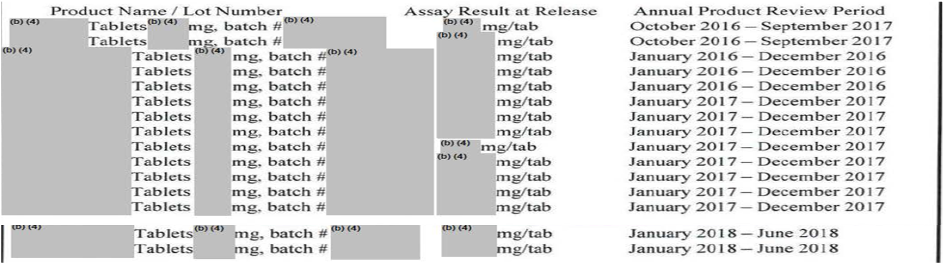 Product Name / Lot Number Assay Result at Release Annual Product Review Period
(b) (4) Tablets (b) (4) mg, batch # (b) (4) (b) (4) mg/tab October 2016 – September 2017
Tablets mg, batch # (b) (4) mg/tab October 2016 – September 2017
(b) (4) Tablets (b) (4) mg, batch # (b) (4) mg/tab January 2016 – December 2016
Tablets mg, batch # mg/tab January 2016 – December 2016
Tablets mg, batch # mg/tab January 2016 – December 2016
Tablets mg, batch # mg/tab January 2017 – December 2017
Tablets mg, batch # mg/tab January 2017 – December 2017
Tablets mg, batch # mg/tab January 2017 – December 2017
Tablets mg, batch # (b) (4) mg/tab January 2017 – December 2017
Tablets mg, batch # (b) (4) mg/tab January 2017 – December 2017
Tablets mg, batch # mg/tab January 2017 – December 2017
Tablets mg, batch # mg/tab January 2017 – December 2017
Tablets mg, batch # mg/tab January 2017 – December 2017
(b) (4) Tablets (b) (4) mg, batch # (b) (4) (b) (4) mg/tab January 2018 – June 2018
Tablets mg, batch # mg/tab January 2018 – June 2018